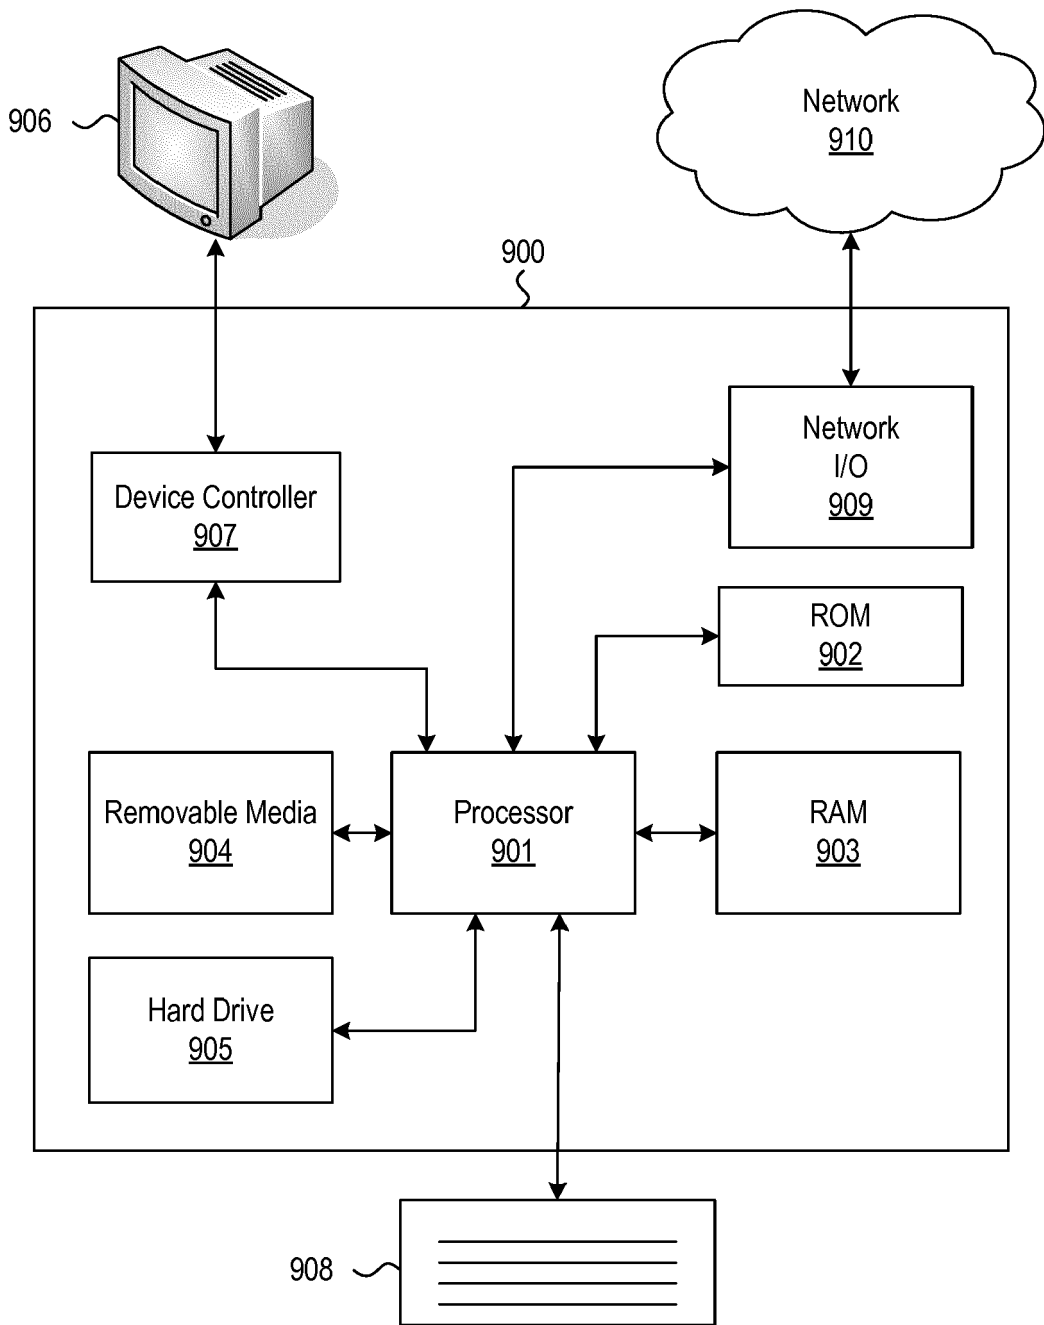 906
Network
910
900
Network
I/O
909
Device Controller
907
ROM
902
Removable Media
904
Processor
901
RAM
903
Hard Drive
905
908